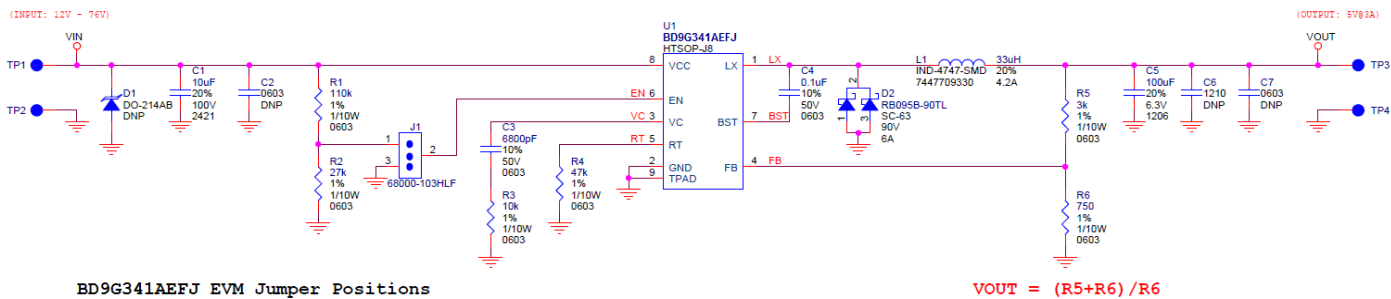 (INPUT: 12V - 76V)
(OUTPUT: 5V@3A)
VIN
VOUT
TP1
TP2
D1
DO-214AB
DNP
C1
10uF
20%
100V
2421
C2
0603
DNP
R1
110k
1%
1/10W
0603
R2
27k
1%
1/10W
0603
J1
1
3
2
68000-103HLF
C3
6800pF
10%
50V
0603
R3
10k
1%
1/10W
0603
R4
47k
1%
1/10W
0603
U1
BD9G341AEFJ
HTSOP-J8
EN 6
VC 3
RT 5
8
2
9
VCC
EN
VC
RT
GND
TPAD
LX
BST
FB
1 LX
7 BST
4 FB
C4
0.1uF
10%
50V
0603
2
1
3
D2
RB095B-90TL
SC-63
90V
6A
L1
IND-4747-SMD
7447709330
33uH
20%
4.2A
R5
3k
1%
1/10W
0603
R6
750
1%
1/10W
0603
C5
100uF
20%
6.3V
1206
C6
1210
DNP
C7
0603
DNP
TP3
TP4
BD9G341AEFJ EVM Jumper Positions
VOUT = (R5+R6)/R6